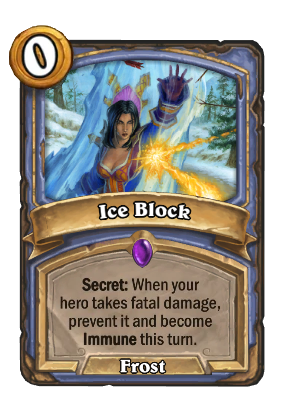 0
Ice Block
Secret: When your
hero takes fatal damage,
prevent it and become
Immune this turn.
Frost